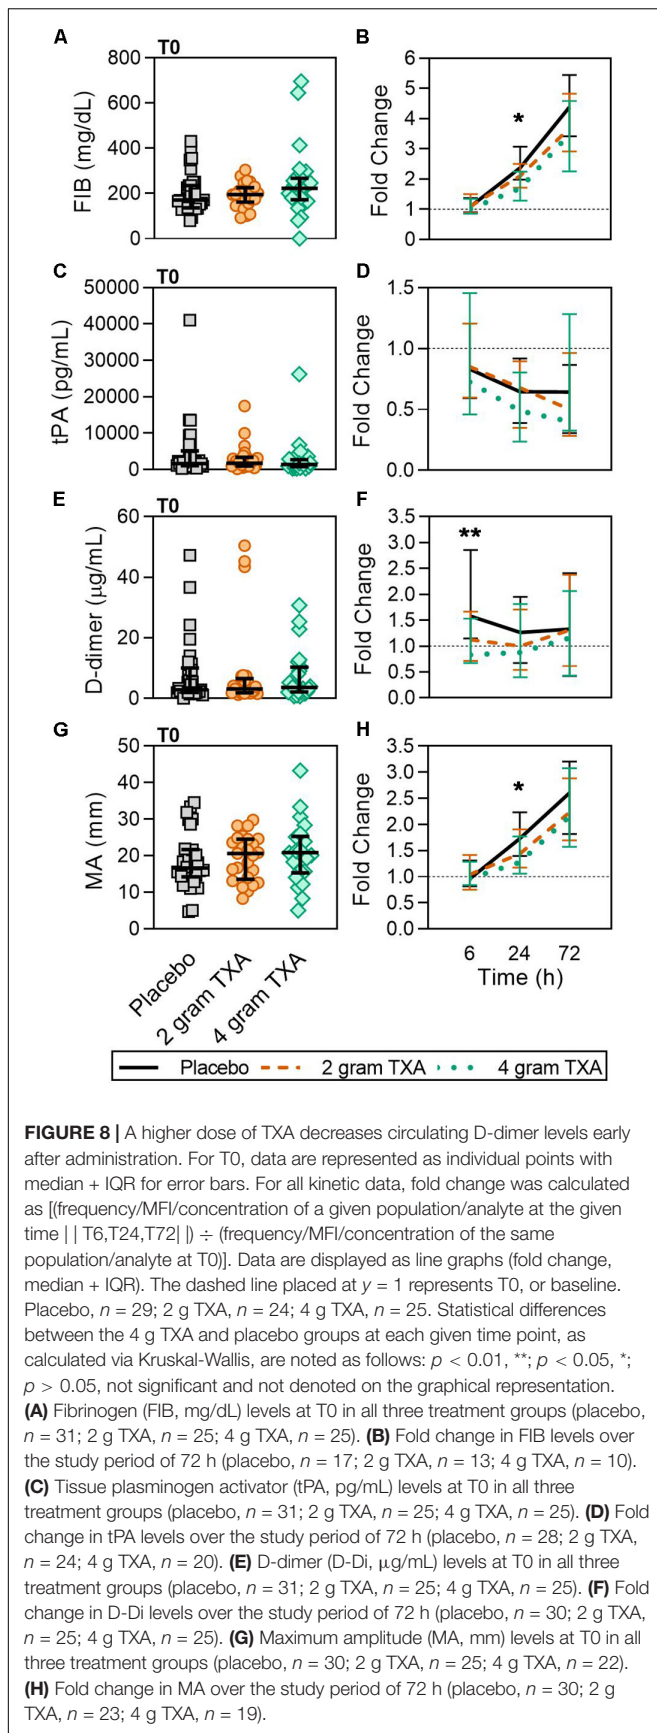 A
T0
800
600
400
200
0
FIB (mg/dL)
B
6
5
4
3
2
1
0
Fold Change
*
C
T0
50000
40000
30000
20000
10000
0
tPA (pg/mL)
D
1.5
1.0
0.5
0.0
Fold Change
E
T0
60
40
20
0
D-dimer (μg/mL)
F
3.5
3.0
2.5
2.0
1.5
1.0
0.5
0.0
Fold Change
**
G
T0
50
40
30
20
10
0
MA (mm)
Placebo
2 gram TXA
4 gram TXA
H
3.5
3.0
2.5
2.0
1.5
1.0
0.5
0.0
Fold Change
*
6 24 72
Time (h)
Placebo 2 gram TXA 4 gram TXA
FIGURE 8 | A higher dose of TXA decreases circulating D-dimer levels early
after administration. For T0, data are represented as individual points with
median + IQR for error bars. For all kinetic data, fold change was calculated
as [(frequency/MFI/concentration of a given population/analyte at the given
time | | T6,T24,T72| |) ÷ (frequency/MFI/concentration of the same
population/analyte at T0)]. Data are displayed as line graphs (fold change,
median + IQR). The dashed line placed at y = 1 represents T0, or baseline.
Placebo, n = 29; 2 g TXA, n = 24; 4 g TXA, n = 25. Statistical differences
between the 4 g TXA and placebo groups at each given time point, as
calculated via Kruskal-Wallis, are noted as follows: p < 0.01, **; p < 0.05, *;
p > 0.05, not significant and not denoted on the graphical representation.
(A) Fibrinogen (FIB, mg/dL) levels at T0 in all three treatment groups (placebo,
n = 31; 2 g TXA, n = 25; 4 g TXA, n = 25). (B) Fold change in FIB levels over
the study period of 72 h (placebo, n = 17; 2 g TXA, n = 13; 4 g TXA, n = 10).
(C) Tissue plasminogen activator (tPA, pg/mL) levels at T0 in all three
treatment groups (placebo, n = 31; 2 g TXA, n = 25; 4 g TXA, n = 25). (D) Fold
change in tPA levels over the study period of 72 h (placebo, n = 28; 2 g TXA,
n = 24; 4 g TXA, n = 20). (E) D-dimer (D-Di, μg/mL) levels at T0 in all three
treatment groups (placebo, n = 31; 2 g TXA, n = 25; 4 g TXA, n = 25). (F) Fold
change in D-Di levels over the study period of 72 h (placebo, n = 30; 2 g TXA,
n = 25; 4 g TXA, n = 25). (G) Maximum amplitude (MA, mm) levels at T0 in all
three treatment groups (placebo, n = 30; 2 g TXA, n = 25; 4 g TXA, n = 22).
(H) Fold change in MA over the study period of 72 h (placebo, n = 30; 2 g
TXA, n = 23; 4 g TXA, n = 19).